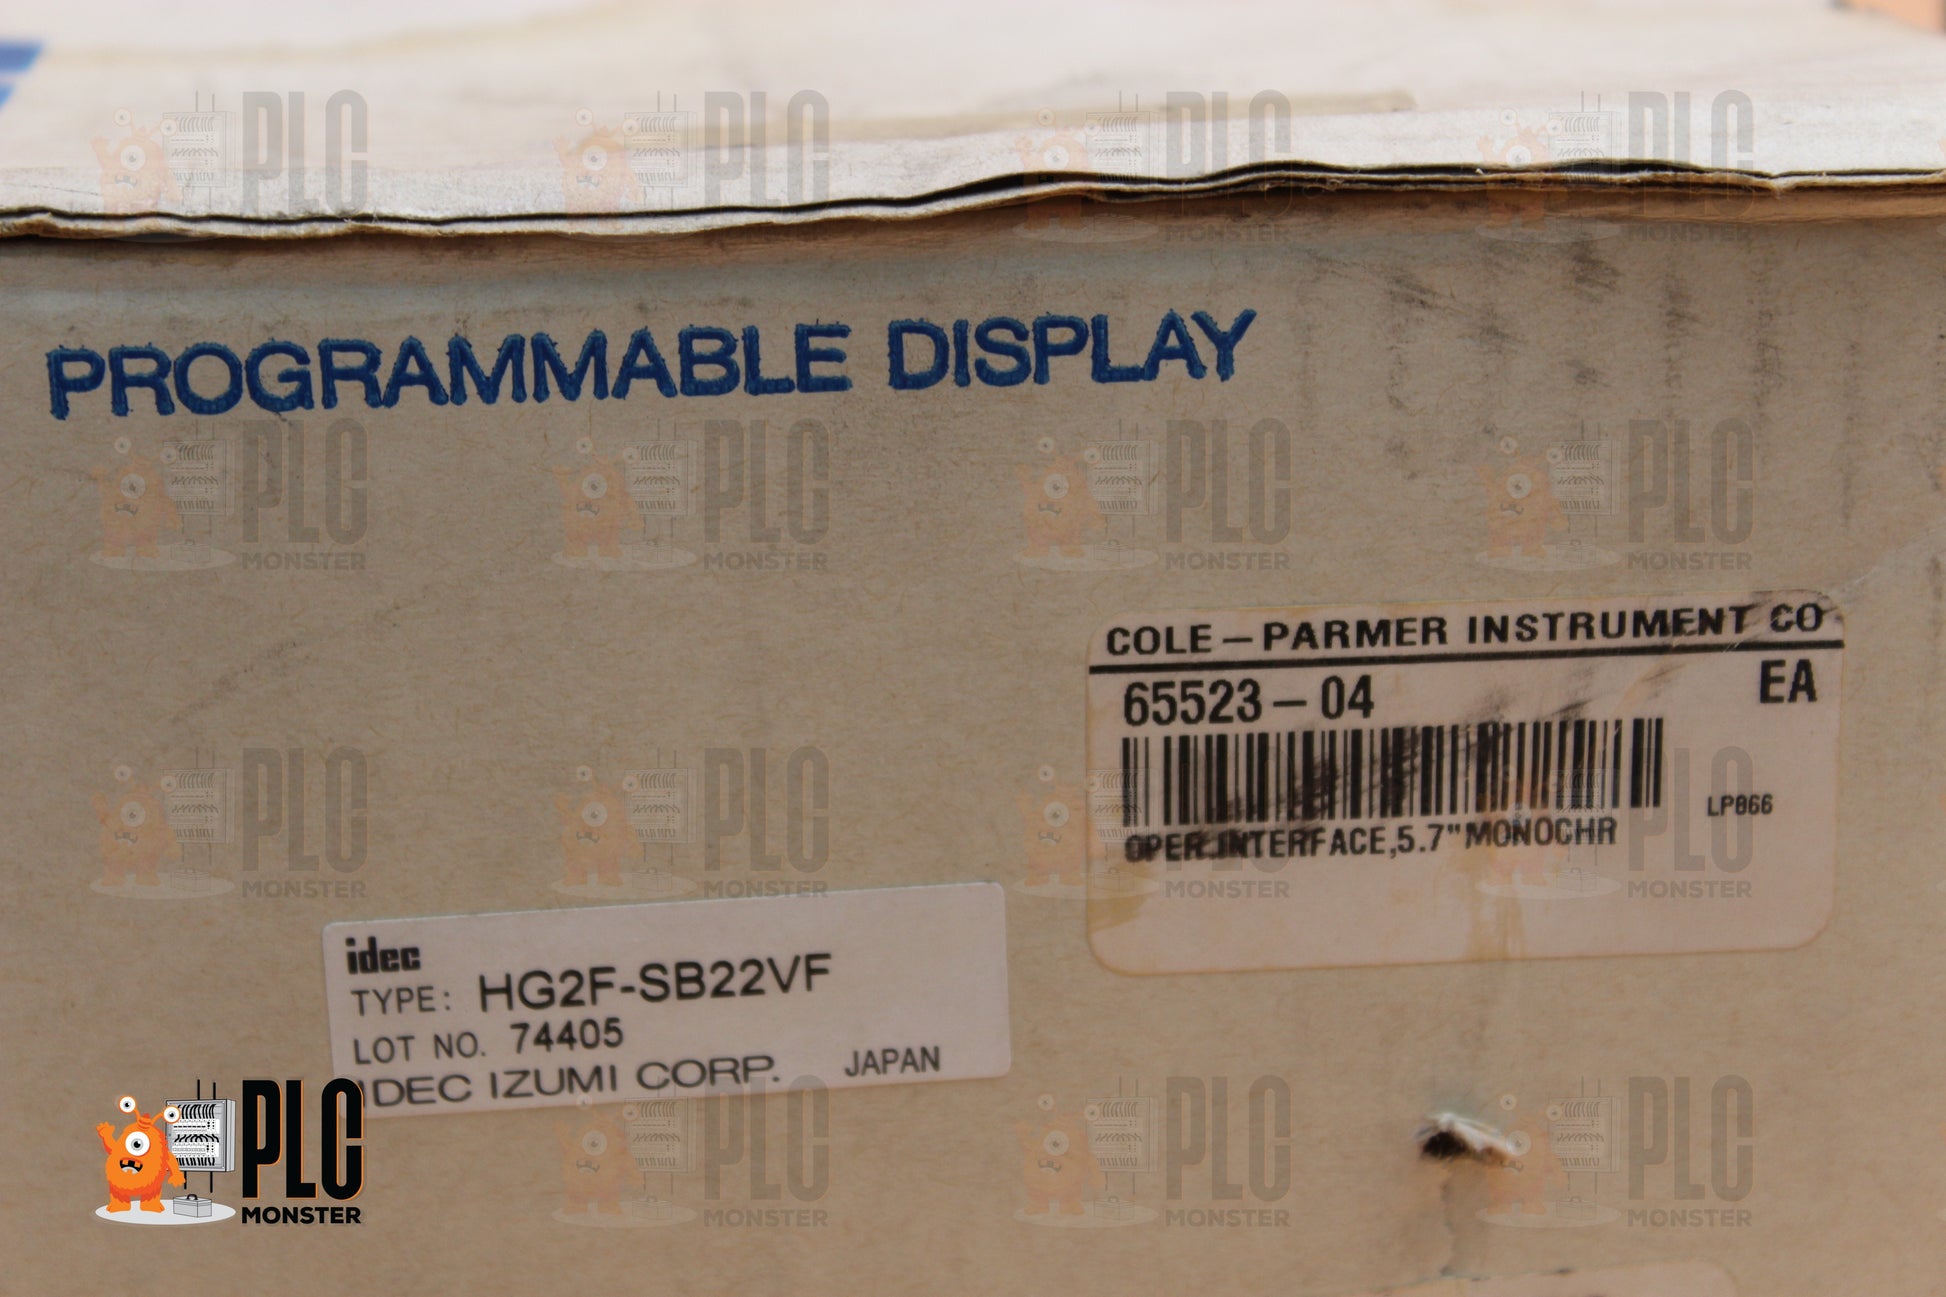 PROGRAMMABLE DISPLAY
COLE-PARMER INSTRUMENT CO
65523-04 EA
LP066
OPER.INTERFACE,5.7"MONOCHR
idec
TYPE: HG2F-SB22VF
LOT NO. 74405
IDEC IZUMI CORP. JAPAN
PLC
MONSTER